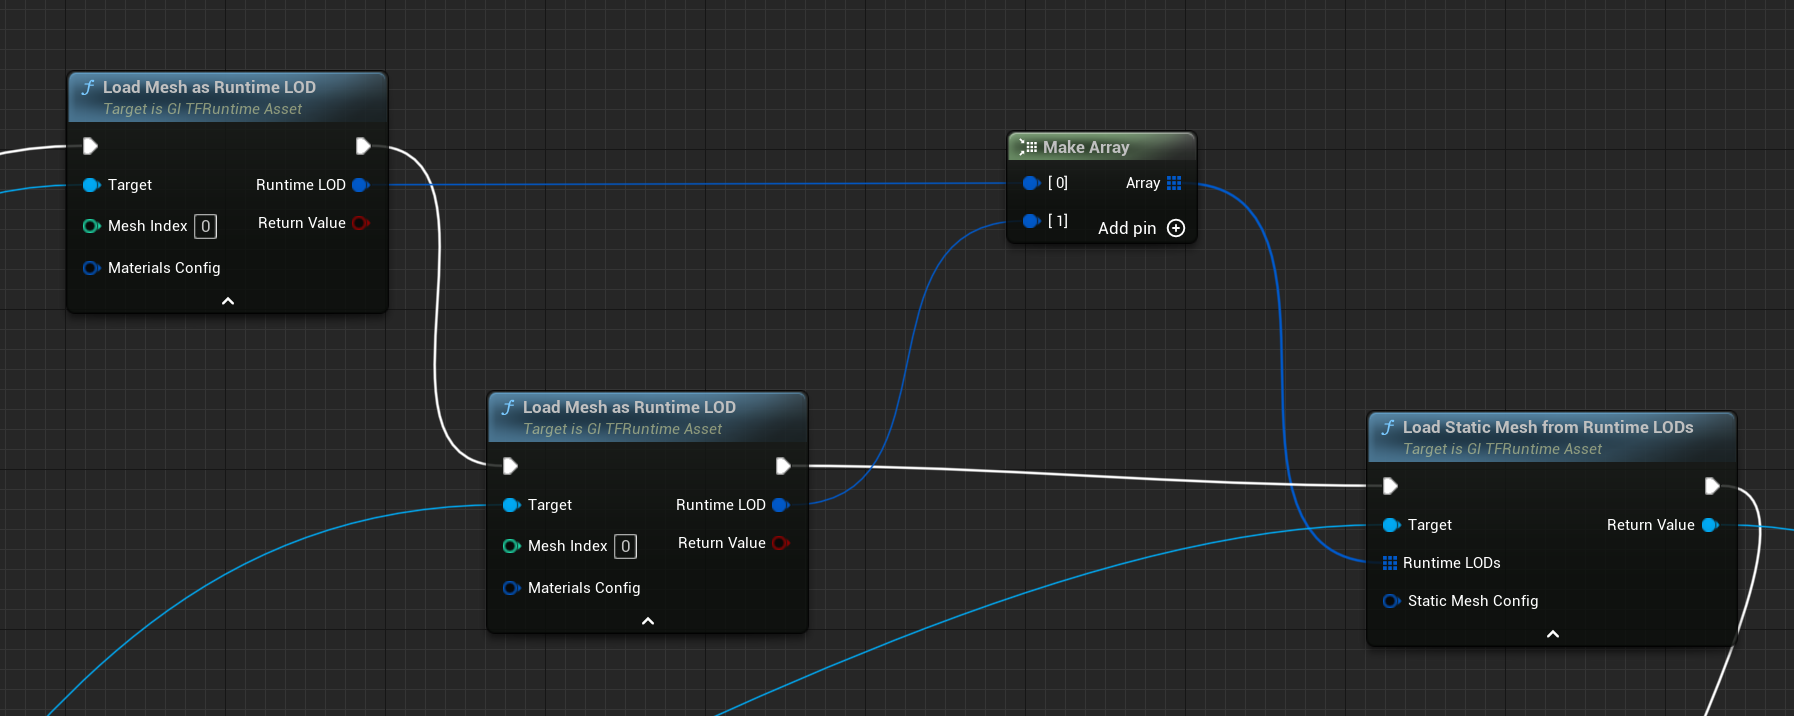 f Load Mesh as Runtime LOD
Target is GI TFRuntime Asset
Target
Runtime LOD
Mesh Index 0
Return Value
Materials Config
Make Array
[ 0]
Array
[ 1]
Add pin
f Load Mesh as Runtime LOD
Target is GI TFRuntime Asset
Target
Runtime LOD
Mesh Index 0
Return Value
Materials Config
f Load Static Mesh from Runtime LODs
Target is GI TFRuntime Asset
Target
Return Value
Runtime LODs
Static Mesh Config